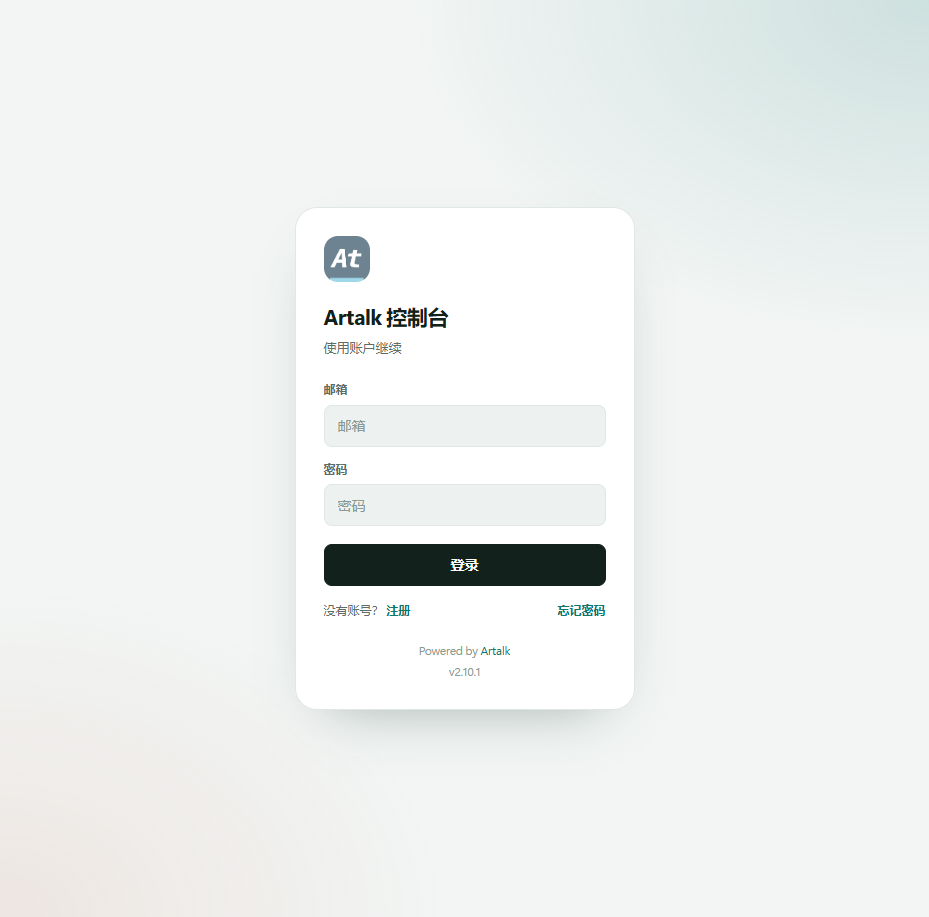 At
Artalk 控制台
使用账户继续
邮箱
邮箱
密码
密码
登录
没有账号? 注册 忘记密码
Powered by Artalk
v2.10.1